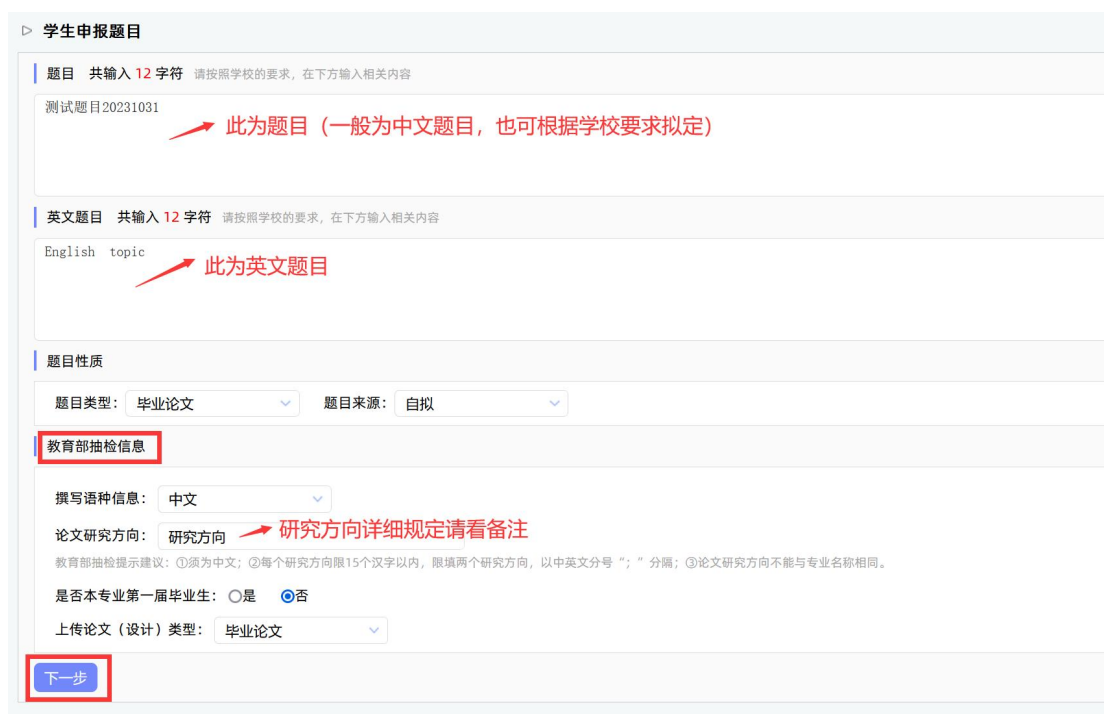 学生申报题目
题目 共输入 12 字符 请按照学校的要求，在下方输入相关内容
测试题目20231031
此为题目（一般为中文题目，也可根据学校要求拟定）
英文题目 共输入 12 字符 请按照学校的要求，在下方输入相关内容
English topic
此为英文题目
题目性质
题目类型： 毕业论文 题目来源： 自拟
教育部抽检信息
撰写语种信息： 中文
论文研究方向： 研究方向 研究方向详细规定请看备注
教育部抽检提示建议：①须为中文；②每个研究方向限15个汉字以内，限填两个研究方向，以中英文分号“；”分隔；③论文研究方向不能与专业名称相同。
是否本专业第一届毕业生： 是 否
上传论文（设计）类型： 毕业论文
下一步